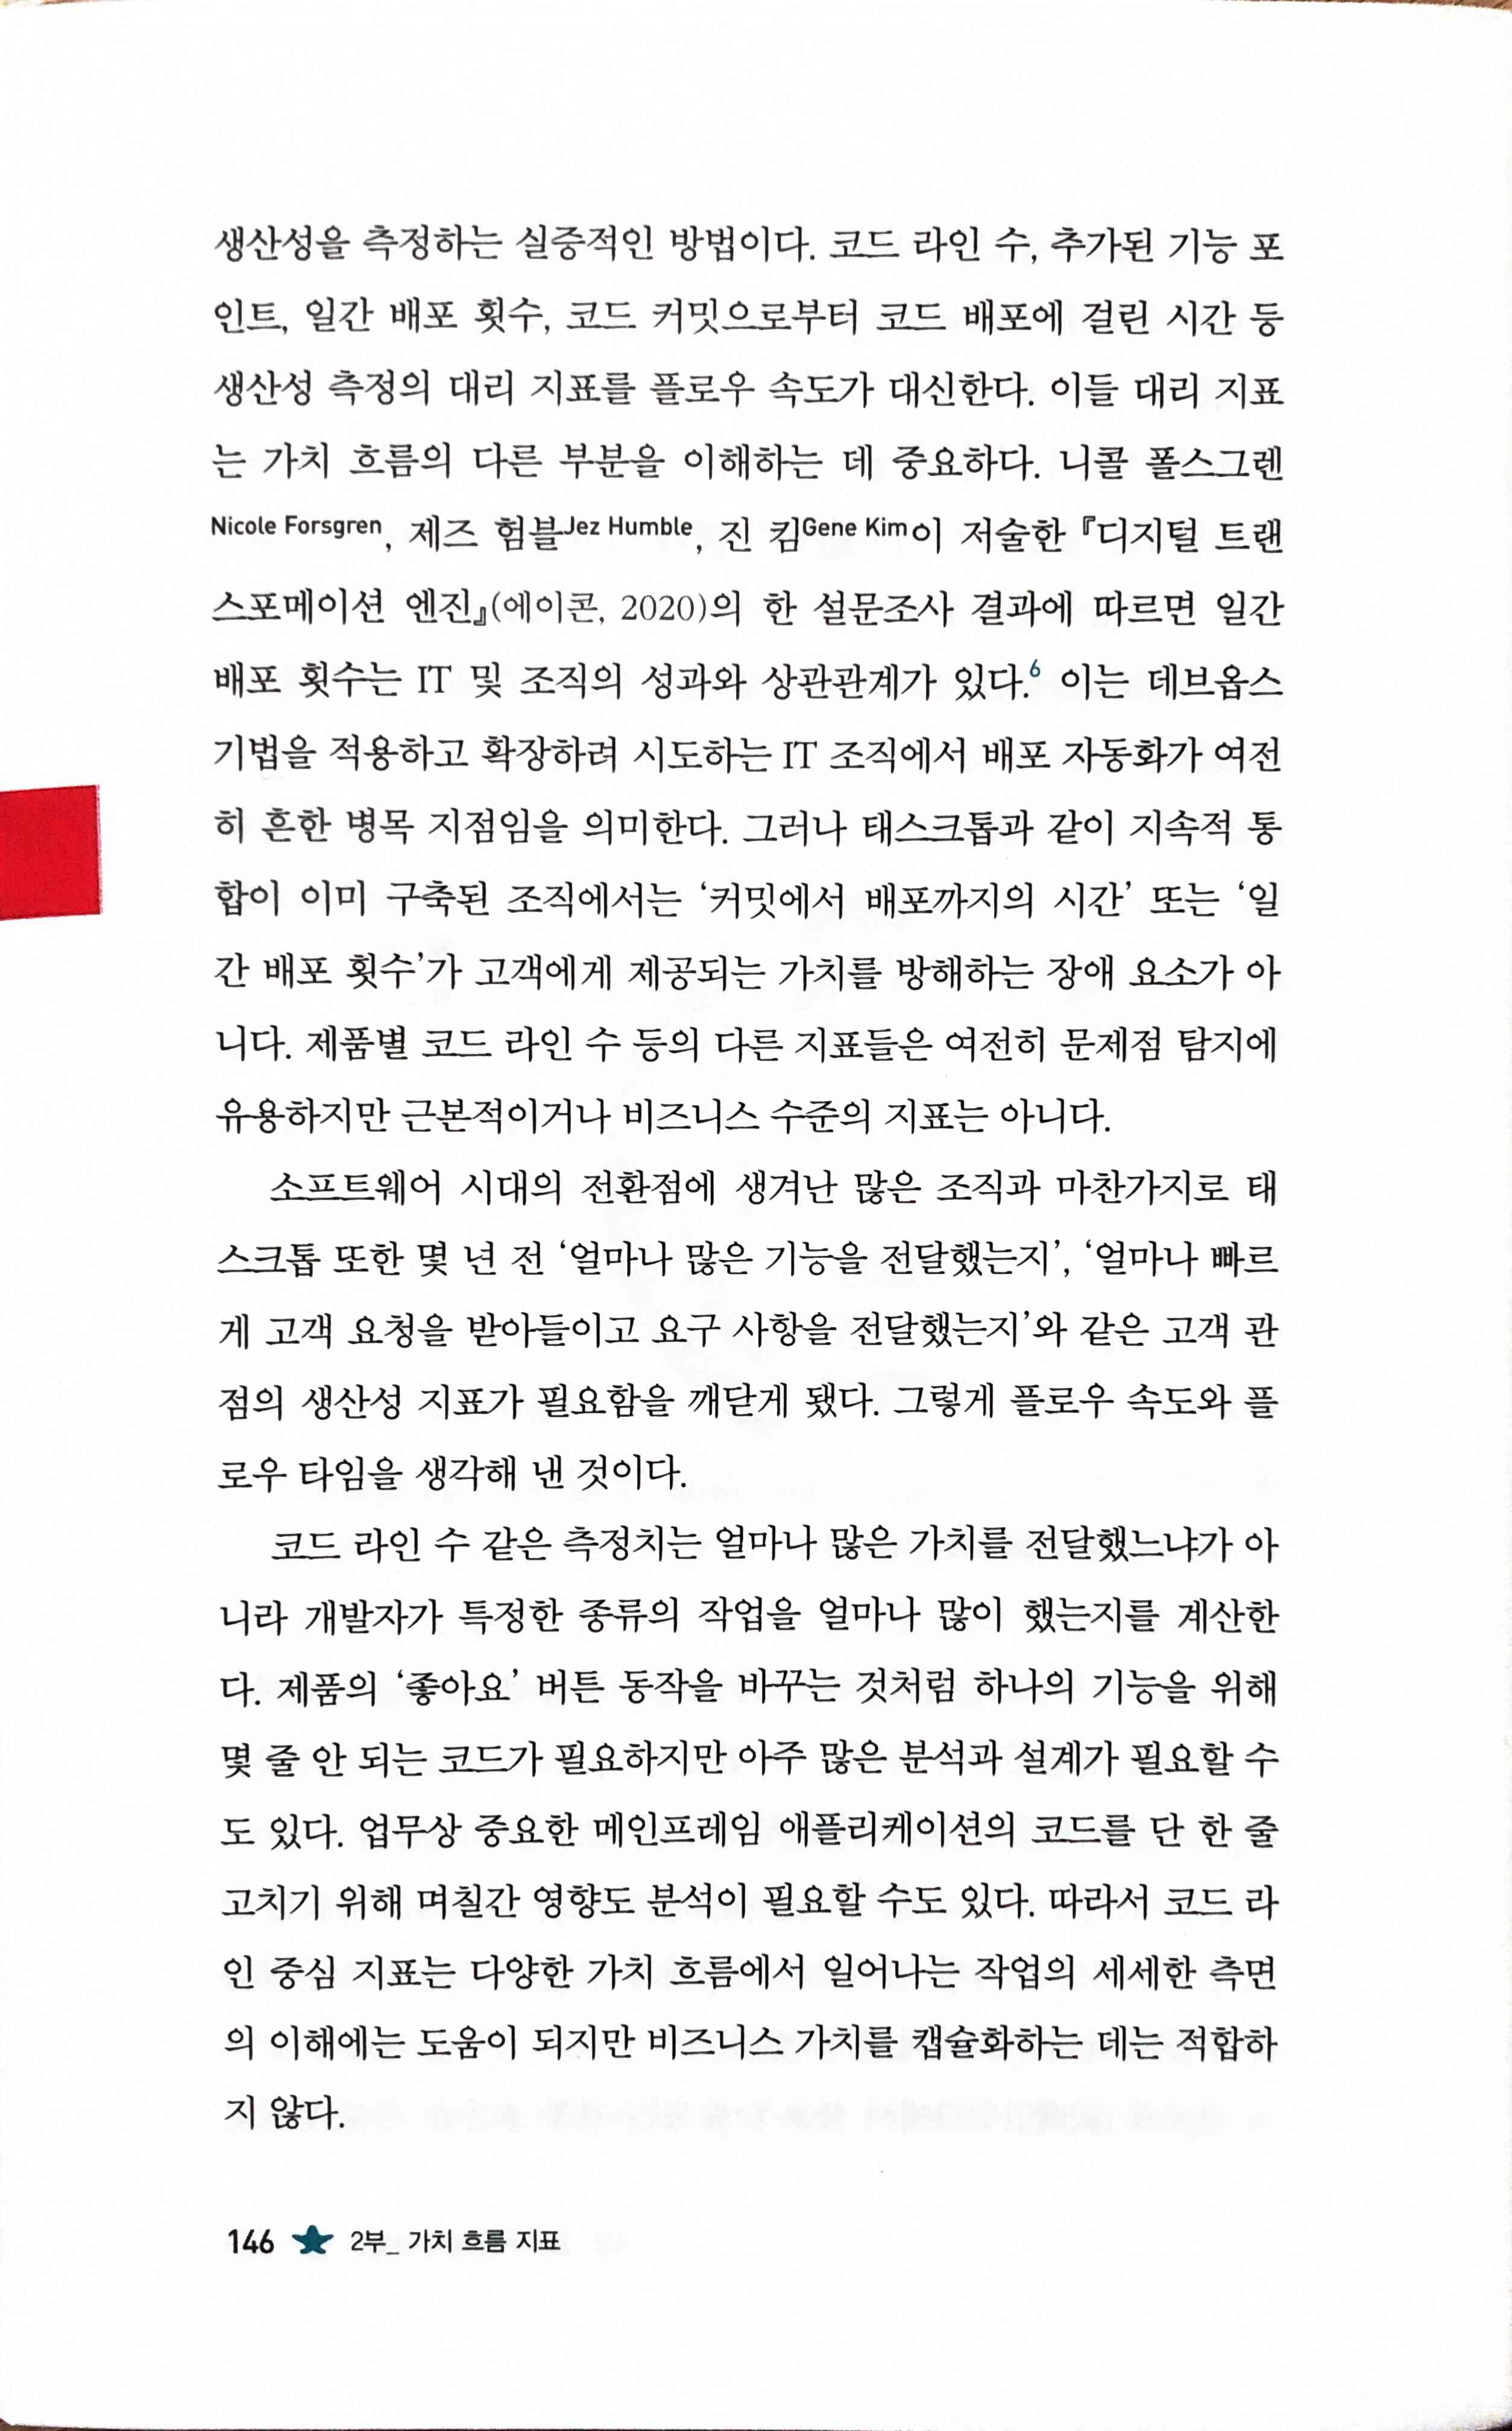 생산성을 측정하는 실증적인 방법이다. 코드 라인 수, 추가된 기능 포
인트, 일간 배포 횟수, 코드 커밋으로부터 코드 배포에 걸린 시간 등
생산성 측정의 대리 지표를 플로우 속도가 대신한다. 이들 대리 지표
는 가치 흐름의 다른 부분을 이해하는 데 중요하다. 니콜 폴스그렌
Nicole Forsgren, 제즈 험블Jez Humble, 진 킴Gene Kim이 저술한 『디지털 트랜
스포메이션 엔진』(에이콘, 2020)의 한 설문조사 결과에 따르면 일간
배포 횟수는 IT 및 조직의 성과와 상관관계가 있다.6 이는 데브옵스
기법을 적용하고 확장하려 시도하는 IT 조직에서 배포 자동화가 여전
히 흔한 병목 지점임을 의미한다. 그러나 태스크톱과 같이 지속적 통
합이 이미 구축된 조직에서는 ‘커밋에서 배포까지의 시간’ 또는 ‘일
간 배포 횟수’가 고객에게 제공되는 가치를 방해하는 장애 요소가 아
니다. 제품별 코드 라인 수 등의 다른 지표들은 여전히 문제점 탐지에
유용하지만 근본적이거나 비즈니스 수준의 지표는 아니다.
소프트웨어 시대의 전환점에 생겨난 많은 조직과 마찬가지로 태
스크톱 또한 몇 년 전 ‘얼마나 많은 기능을 전달했는지’, ‘얼마나 빠르
게 고객 요청을 받아들이고 요구 사항을 전달했는지’와 같은 고객 관
점의 생산성 지표가 필요함을 깨닫게 됐다. 그렇게 플로우 속도와 플
로우 타임을 생각해 낸 것이다.
코드 라인 수 같은 측정치는 얼마나 많은 가치를 전달했느냐가 아
니라 개발자가 특정한 종류의 작업을 얼마나 많이 했는지를 계산한
다. 제품의 ‘좋아요’ 버튼 동작을 바꾸는 것처럼 하나의 기능을 위해
몇 줄 안 되는 코드가 필요하지만 아주 많은 분석과 설계가 필요할 수
도 있다. 업무상 중요한 메인프레임 애플리케이션의 코드를 단 한 줄
고치기 위해 며칠간 영향도 분석이 필요할 수도 있다. 따라서 코드 라
인 중심 지표는 다양한 가치 흐름에서 일어나는 작업의 세세한 측면
의 이해에는 도움이 되지만 비즈니스 가치를 캡슐화하는 데는 적합하
지 않다.
146 2부_ 가치 흐름 지표